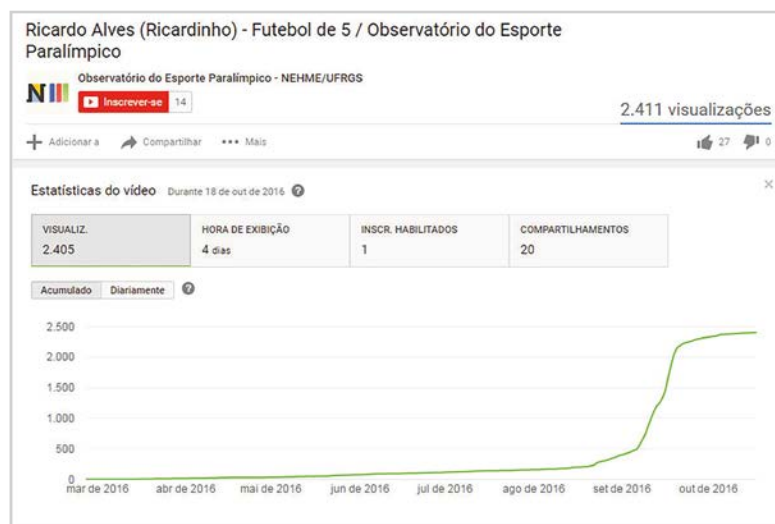 Ricardo Alves (Ricardinho) - Futebol de 5 / Observatório do Esporte
Paralímpico
Observatório do Esporte Paralímpico - NEHME/UFRGS
Inscrever-se 14
2.411 visualizações
Adicionar a Compartilhar ••• Mais 27 0
Estatísticas do vídeo Durante 18 de out de 2016 ?
VISUALIZ. HORA DE EXIBIÇÃO INSCR. HABILITADOS COMPARTILHAMENTOS
2.405 4 dias 1 20
Acumulado Diariamente ?
2.500
2.000
1.500
1.000
500
0
mar de 2016 abr de 2016 mai de 2016 jun de 2016 jul de 2016 ago de 2016 set de 2016 out de 2016